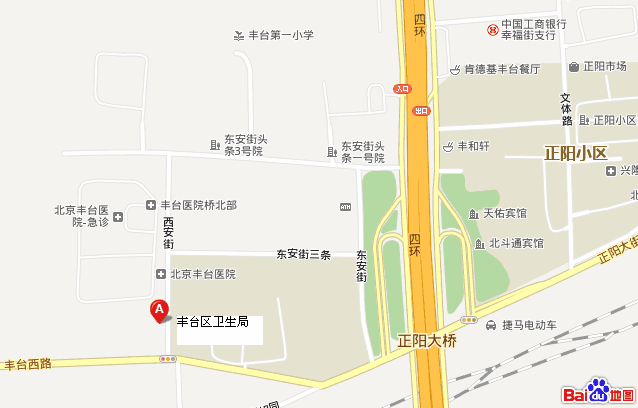 四环
中国工商银行
幸福街支行
丰台第一小学
肯德基丰台餐厅
正阳市场
入口
出口
文体路
正阳小区
东安街头
条3号院
东安街头
条一号院
丰和轩
正阳小区
兴隆
丰台医院桥北部
北京丰台医
院-急诊
ATM
西安街
天佑宾馆
四环
北斗通宾馆
东安街三条
东安街
正阳大街
北京丰台医院
A
丰台区卫生局
捷马电动车
正阳大桥
丰台西路
Bai du 地图